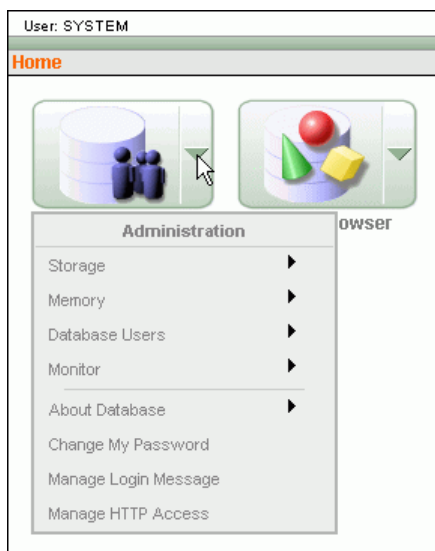 User: SYSTEM
Home
owser
Administration
Storage
Memory
Database Users
Monitor
About Database
Change My Password
Manage Login Message
Manage HTTP Access